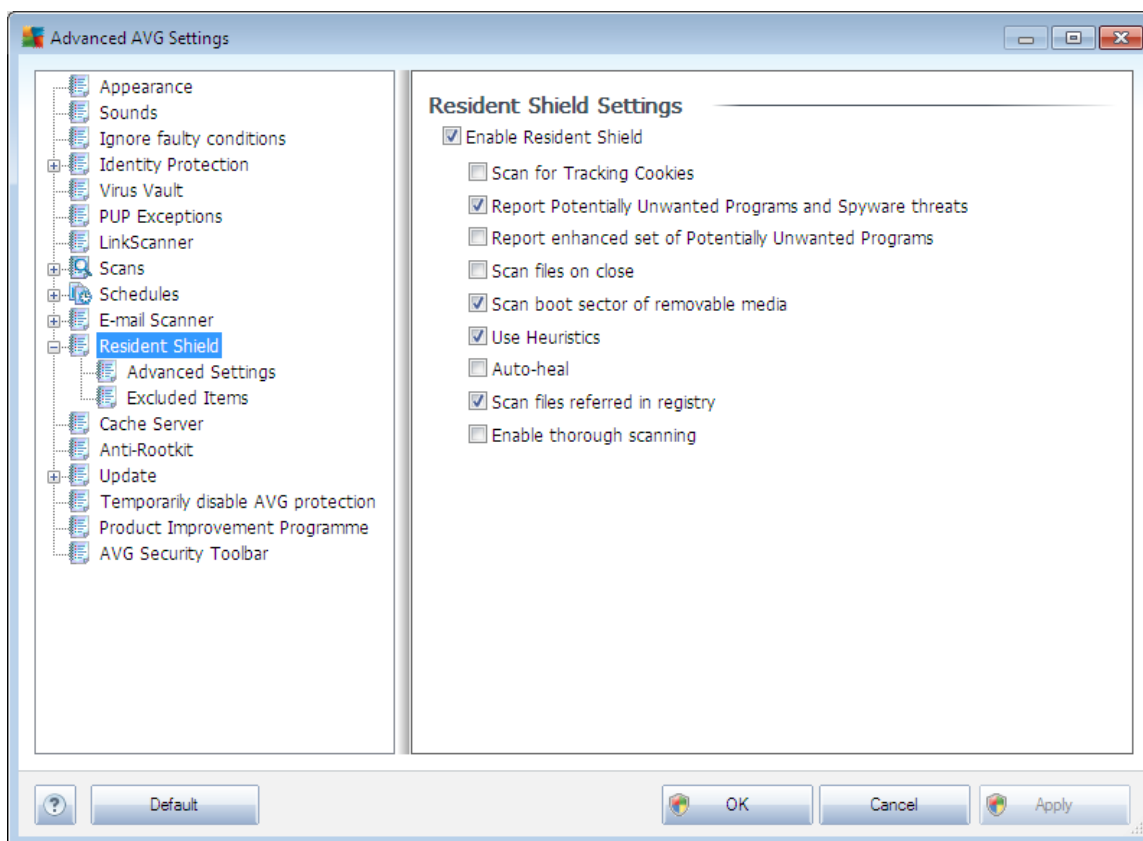 Advanced AVG Settings
Appearance
Sounds
Ignore faulty conditions
Identity Protection
Virus Vault
PUP Exceptions
LinkScanner
Scans
Schedules
E-mail Scanner
Resident Shield
Advanced Settings
Excluded Items
Cache Server
Anti-Rootkit
Update
Temporarily disable AVG protection
Product Improvement Programme
AVG Security Toolbar
Resident Shield Settings
Enable Resident Shield
Scan for Tracking Cookies
Report Potentially Unwanted Programs and Spyware threats
Report enhanced set of Potentially Unwanted Programs
Scan files on close
Scan boot sector of removable media
Use Heuristics
Auto-heal
Scan files referred in registry
Enable thorough scanning
? Default OK Cancel Apply